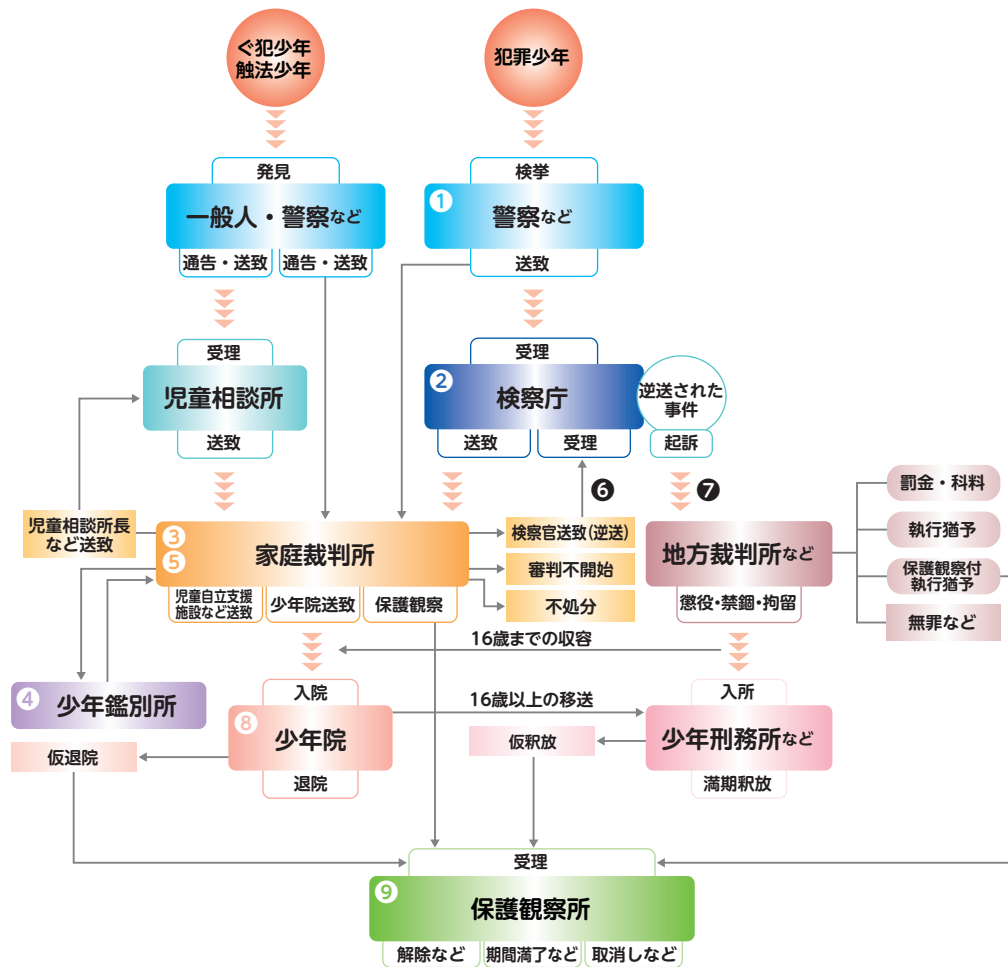 ぐ犯少年
触法少年
犯罪少年
発見
一般人・警察など
通告・送致
通告・送致
検挙
1
警察など
送致
受理
児童相談所
送致
受理
2
検察庁
送致
受理
逆送された
事件
起訴
6
7
児童相談所長
など送致
3
5
家庭裁判所
児童自立支援
施設など送致
少年院送致
保護観察
検察官送致(逆送)
審判不開始
不処分
地方裁判所など
懲役・禁錮・拘留
罰金・科料
執行猶予
保護観察付
執行猶予
無罪など
16歳までの収容
4
少年鑑別所
入院
8
少年院
退院
16歳以上の移送
入所
少年刑務所など
満期釈放
仮退院
仮釈放
受理
9
保護観察所
解除など
期間満了など
取消しなど